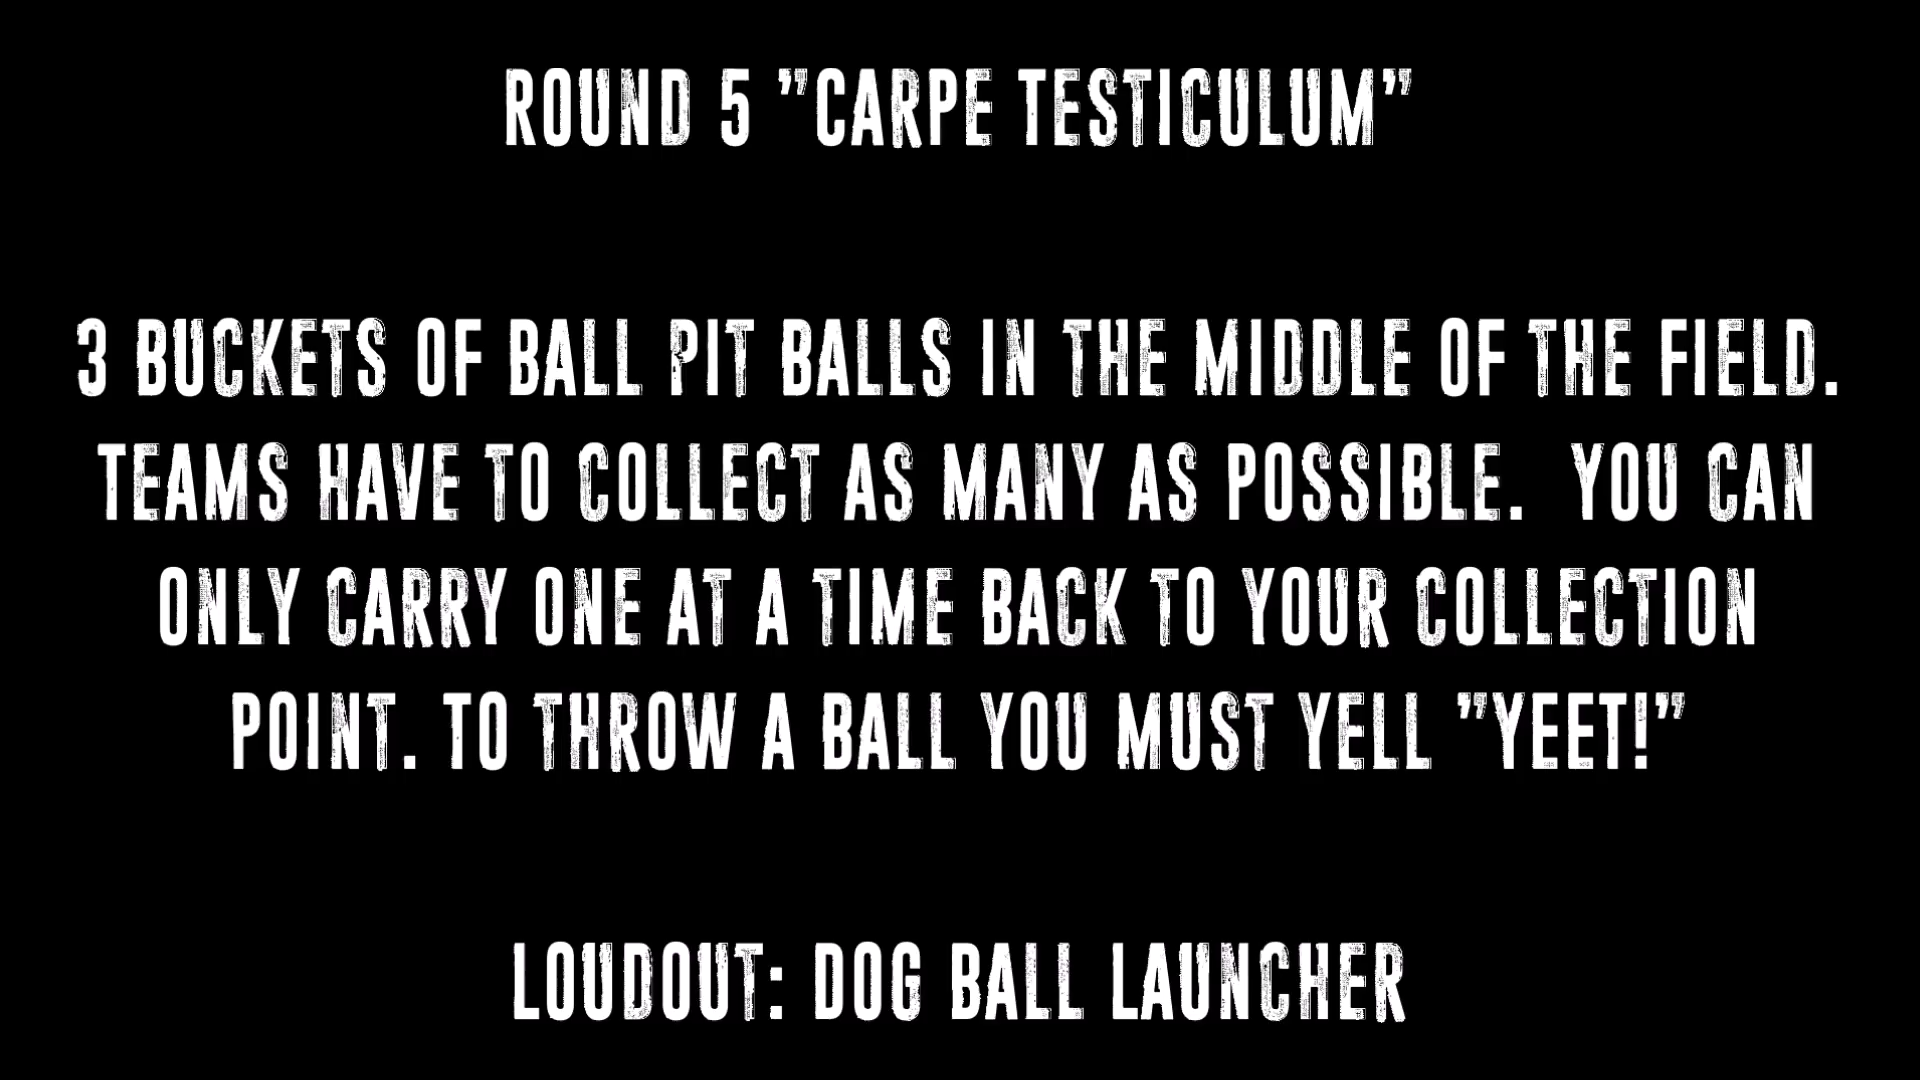 ROUND 5 "CARPE TESTICULUM"
3 BUCKETS OF BALL PIT BALLS IN THE MIDDLE OF THE FIELD.
TEAMS HAVE TO COLLECT AS MANY AS POSSIBLE.  YOU CAN
ONLY CARRY ONE AT A TIME BACK TO YOUR COLLECTION
POINT. TO THROW A BALL YOU MUST YELL "YEET!"
LOUDOUT: DOG BALL LAUNCHER